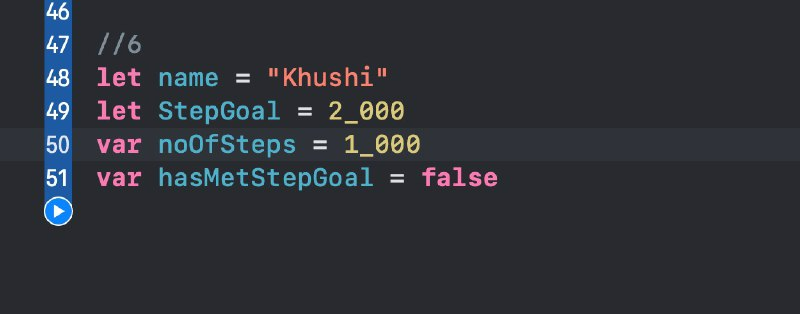 46
47 //6
48 let name = "Khushi"
49 let StepGoal = 2_000
50 var noOfSteps = 1_000
51 var hasMetStepGoal = false